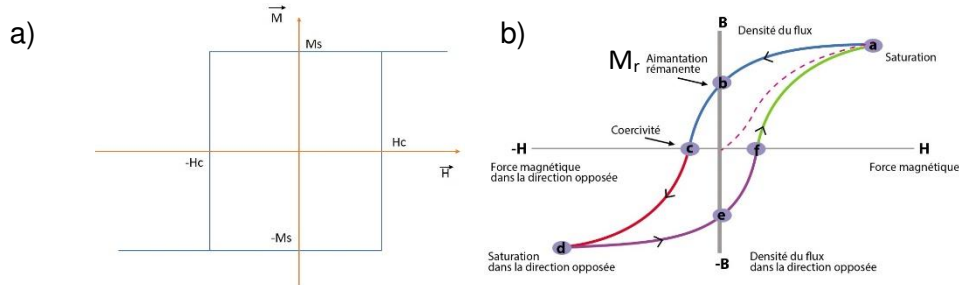 a)
M
Ms
-Hc
Hc
H
-Ms
b)
B
Densité du flux
a
Saturation
Mr
Aimantation
rémanente
b
Coercivité
-H
c
f
H
Force magnétique
dans la direction opposée
Force magnétique
e
d
Saturation
dans la direction opposée
-B
Densité du flux
dans la direction opposée